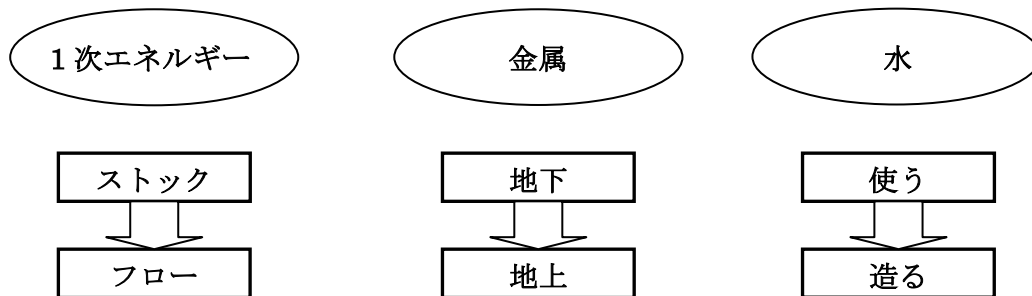 1次エネルギー
金属
水
ストック
地下
使う
フロー
地上
造る